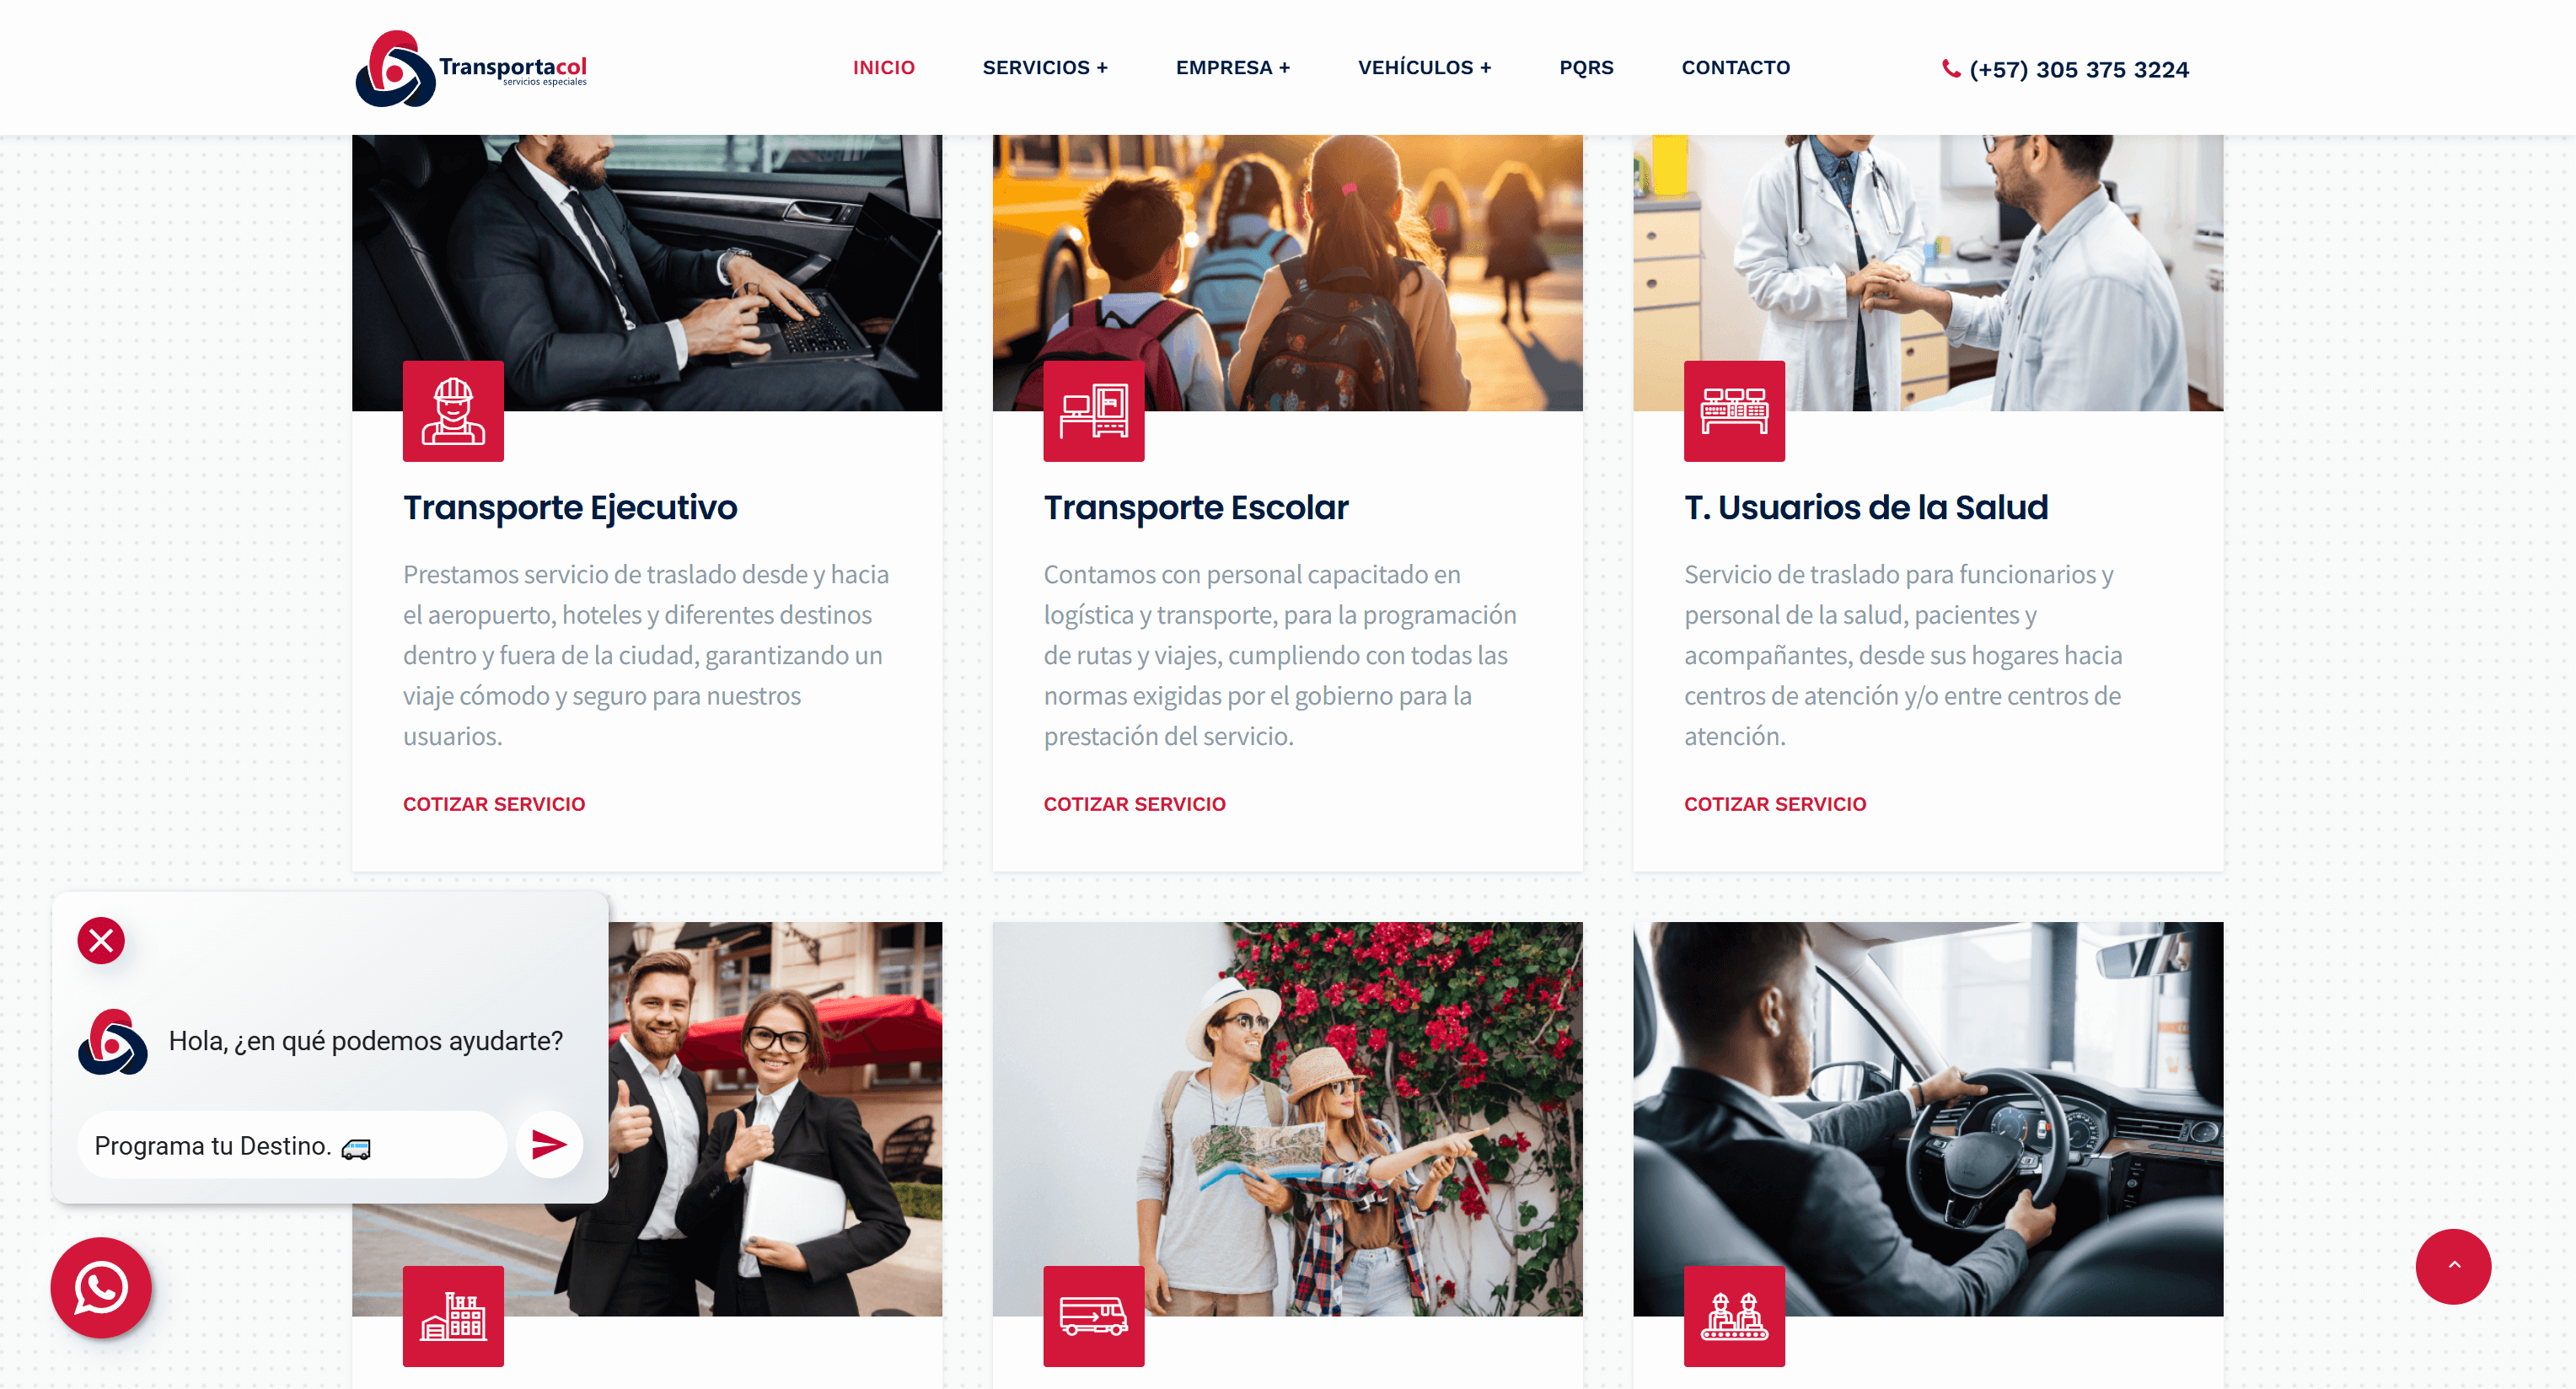 Transportacol
servicios especiales
INICIO
SERVICIOS +
EMPRESA +
VEHÍCULOS +
PQRS
CONTACTO
(+57) 305 375 3224
Transporte Ejecutivo
Prestamos servicio de traslado desde y hacia
el aeropuerto, hoteles y diferentes destinos
dentro y fuera de la ciudad, garantizando un
viaje cómodo y seguro para nuestros
usuarios.
COTIZAR SERVICIO
Transporte Escolar
Contamos con personal capacitado en
logística y transporte, para la programación
de rutas y viajes, cumpliendo con todas las
normas exigidas por el gobierno para la
prestación del servicio.
COTIZAR SERVICIO
T. Usuarios de la Salud
Servicio de traslado para funcionarios y
personal de la salud, pacientes y
acompañantes, desde sus hogares hacia
centros de atención y/o entre centros de
atención.
COTIZAR SERVICIO
Hola, ¿en qué podemos ayudarte?
Programa tu Destino. 🚐